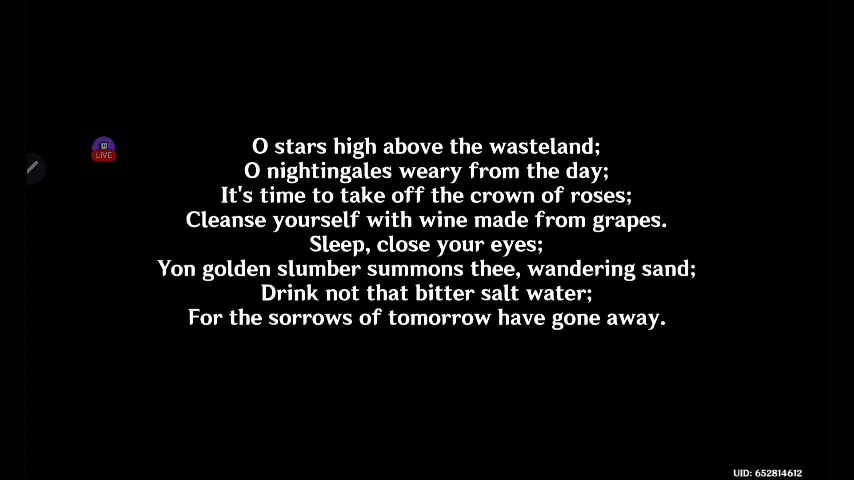 LIVE
O stars high above the wasteland;
O nightingales weary from the day;
It's time to take off the crown of roses;
Cleanse yourself with wine made from grapes.
Sleep, close your eyes;
Yon golden slumber summons thee, wandering sand;
Drink not that bitter salt water;
For the sorrows of tomorrow have gone away.
UID: 652814612